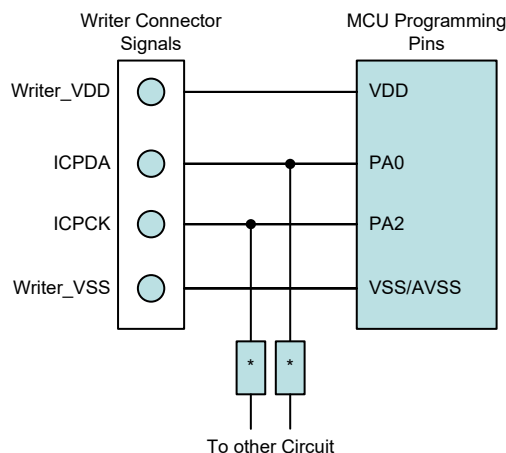 Writer Connector
Signals
MCU Programming
Pins
Writer_VDD
VDD
ICPDA
PA0
ICPCK
PA2
Writer_VSS
VSS/AVSS
*
*
To other Circuit